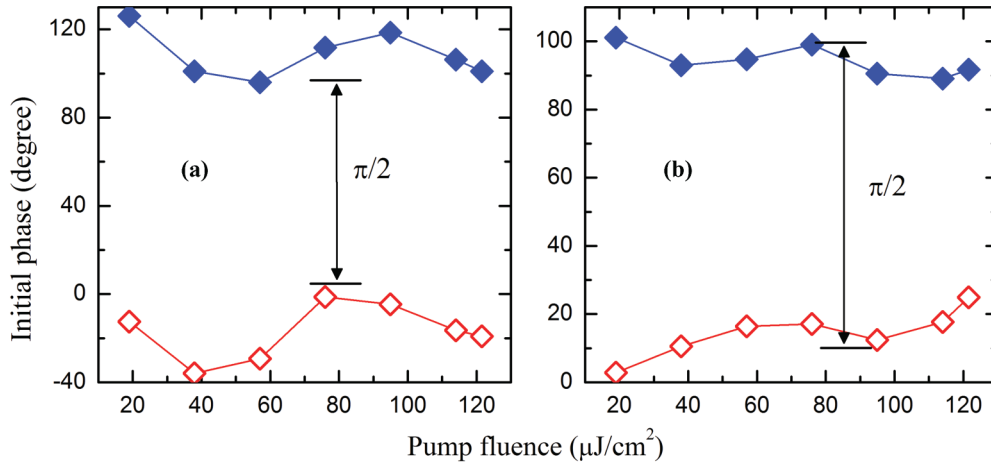 Initial phase (degree)
120
80
40
0
-40
20 40 60 80 100 120
(a)
π/2
100
80
60
40
20
0
20 40 60 80 100 120
(b)
π/2
Pump fluence (μJ/cm²)